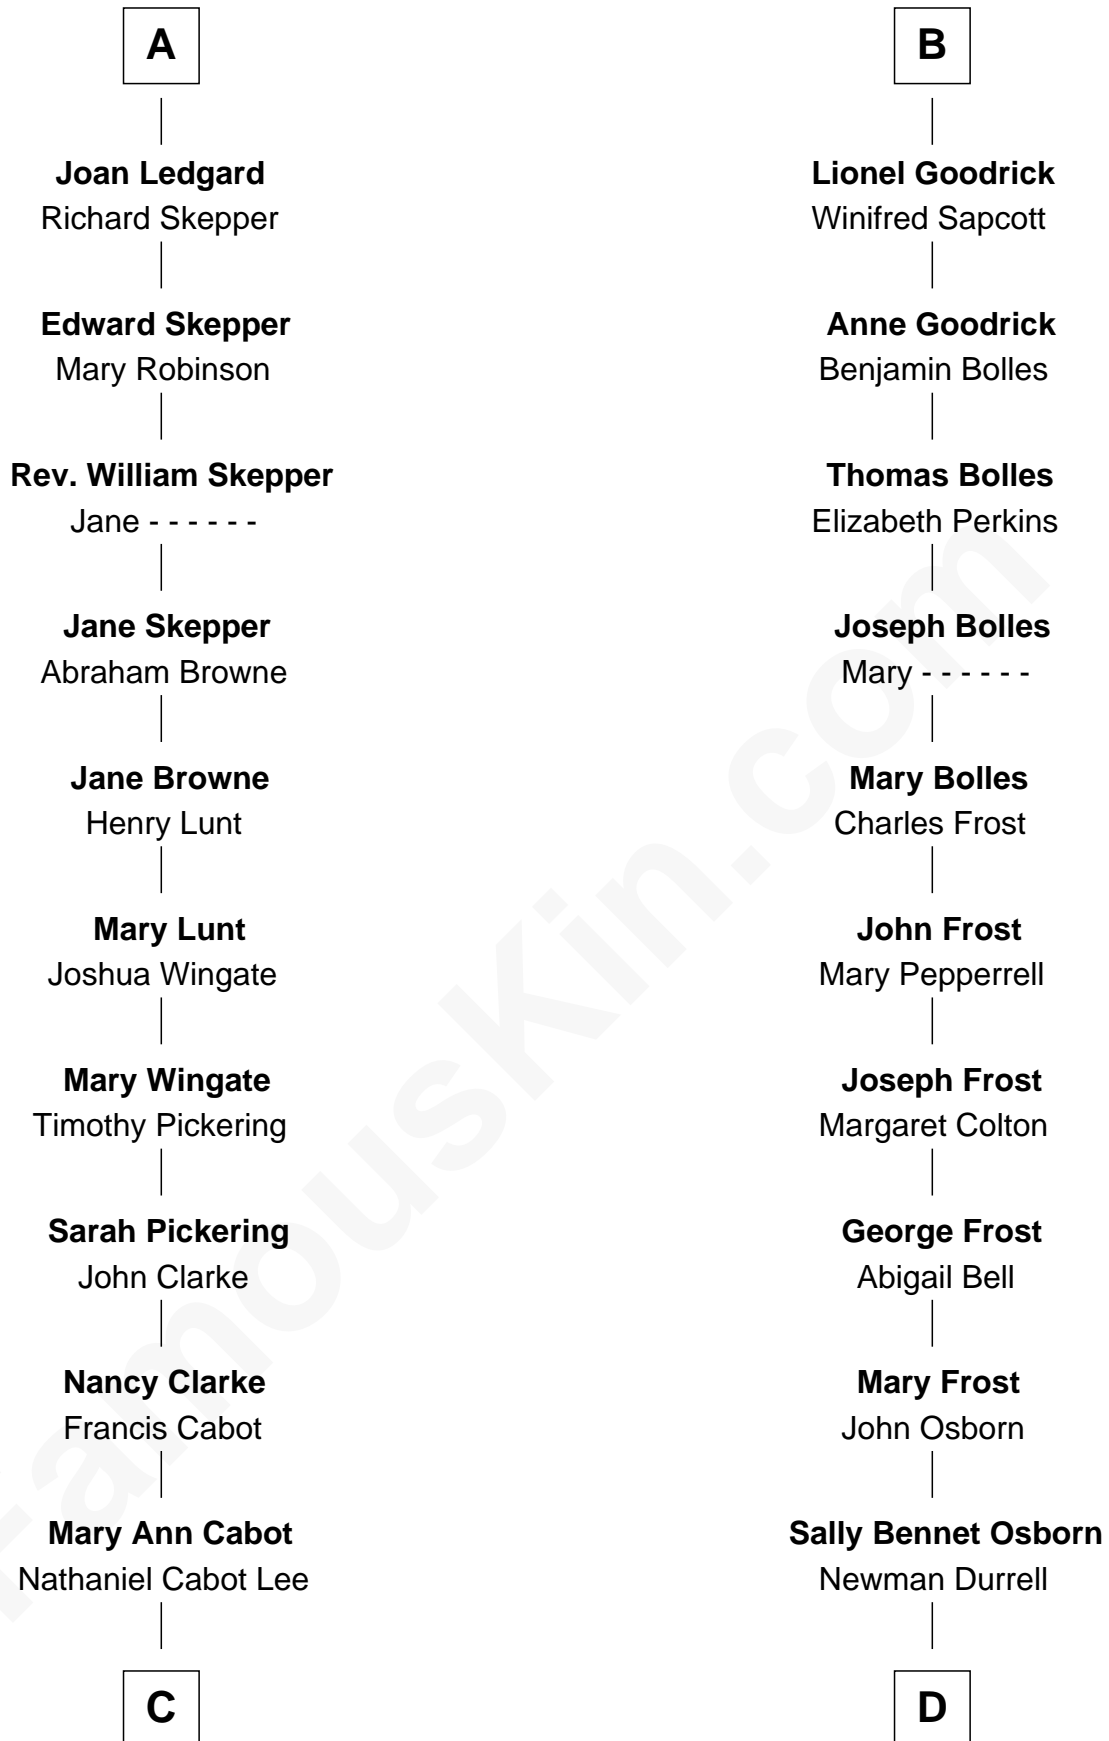 A
Joan Ledgard
Richard Skepper
Edward Skepper
Mary Robinson
Rev. William Skepper
Jane - - - - - -
Jane Skepper
Abraham Browne
Jane Browne
Henry Lunt
Mary Lunt
Joshua Wingate
Mary Wingate
Timothy Pickering
Sarah Pickering
John Clarke
Nancy Clarke
Francis Cabot
Mary Ann Cabot
Nathaniel Cabot Lee
C
B
Lionel Goodrick
Winifred Sapcott
Anne Goodrick
Benjamin Bolles
Thomas Bolles
Elizabeth Perkins
Joseph Bolles
Mary - - - - - -
Mary Bolles
Charles Frost
John Frost
Mary Pepperrell
Joseph Frost
Margaret Colton
George Frost
Abigail Bell
Mary Frost
John Osborn
Sally Bennet Osborn
Newman Durrell
D
FamousKin.com